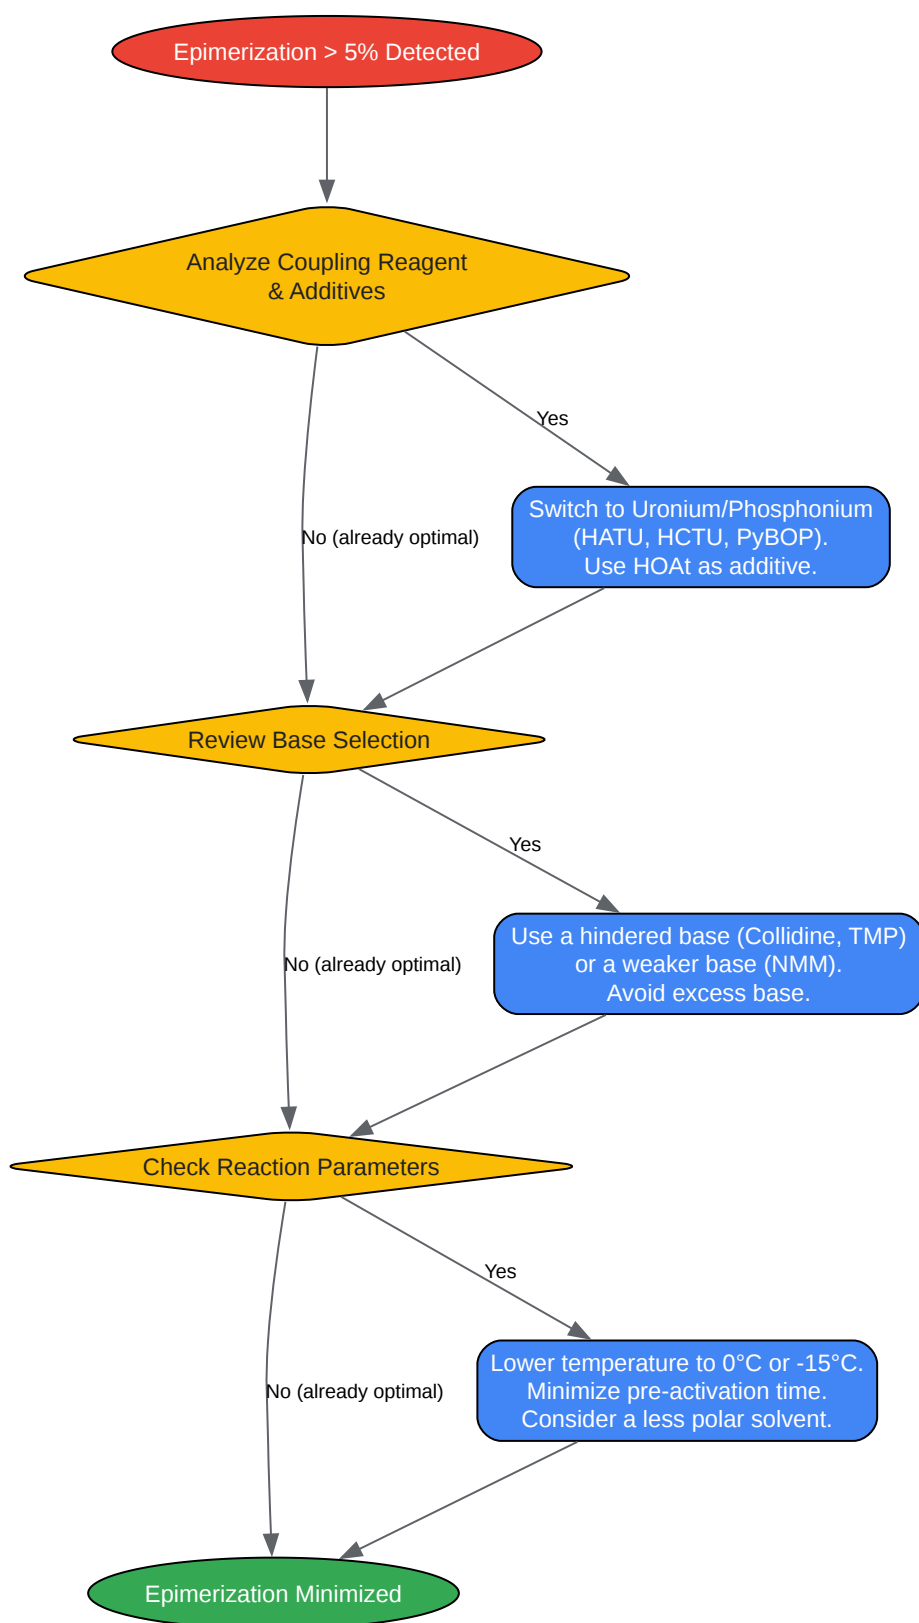 Epimerization > 5% Detected
Analyze Coupling Reagent
& Additives
Yes
Switch to Uronium/Phosphonium
(HATU, HCTU, PyBOP).
Use HOAt as additive.
No (already optimal)
Review Base Selection
Yes
Use a hindered base (Collidine, TMP)
or a weaker base (NMM).
Avoid excess base.
No (already optimal)
Check Reaction Parameters
Yes
Lower temperature to 0°C or -15°C.
Minimize pre-activation time.
Consider a less polar solvent.
No (already optimal)
Epimerization Minimized